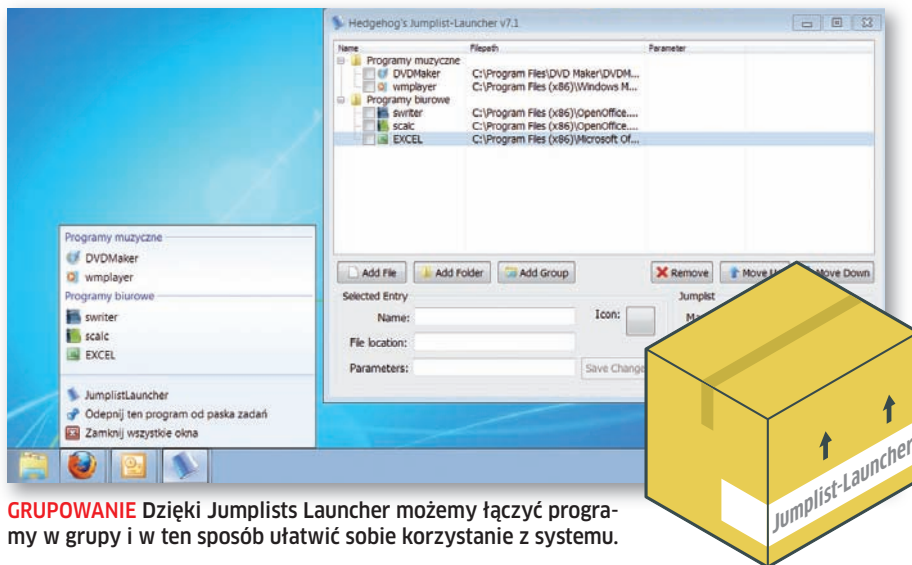 Hedgehog's Jumplist-Launcher v7.1
Name Filepath Parameter
Programy muzyczne
DVDMaker C:\Program Files\DVD Maker\DVDM...
wmplayer C:\Program Files (x86)\Windows M...
Programy biurowe
swriter C:\Program Files (x86)\OpenOffice....
scalc C:\Program Files (x86)\OpenOffice....
EXCEL C:\Program Files (x86)\Microsoft Of...
Add File Add Folder Add Group Remove Move Move Down
Selected Entry Jumplist
Name: Icon:
File location:
Parameters: Save Change
Programy muzyczne
DVDMaker
wmplayer
Programy biurowe
swriter
scalc
EXCEL
JumplistLauncher
Odepnij ten program od paska zadań
Zamknij wszystkie okna
Jumplist-Launcher
GRUPOWANIE Dzięki Jumplists Launcher możemy łączyć progra-
my w grupy i w ten sposób ułatwić sobie korzystanie z systemu.